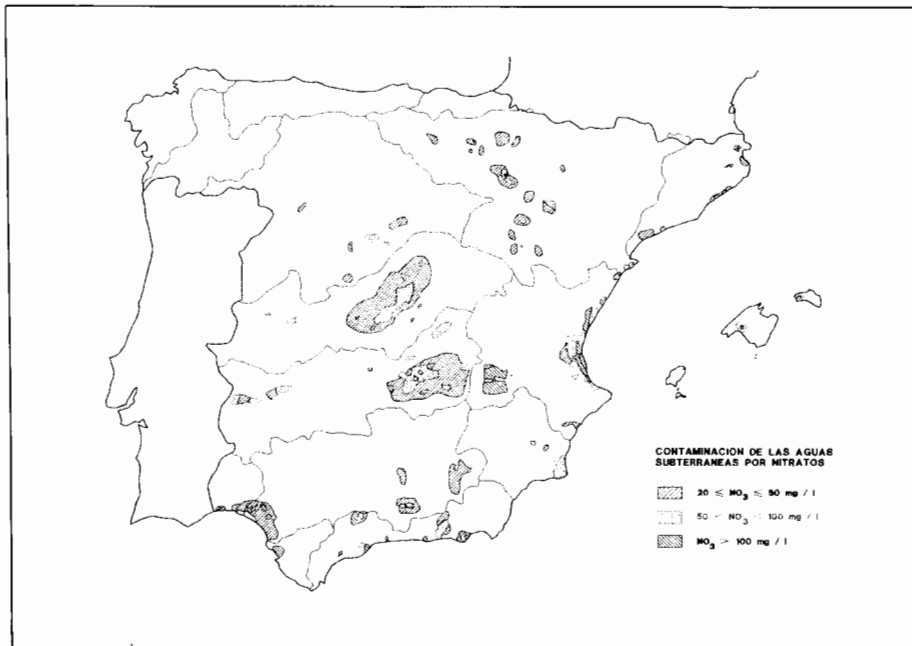 CONTAMINACION DE LAS AGUAS
SUBTERRANEAS POR NITRATOS
20 ≤ NO₃ ≤ 50 mg / l
50 < NO₃ 100 mg / l
NO₃ > 100 mg / l